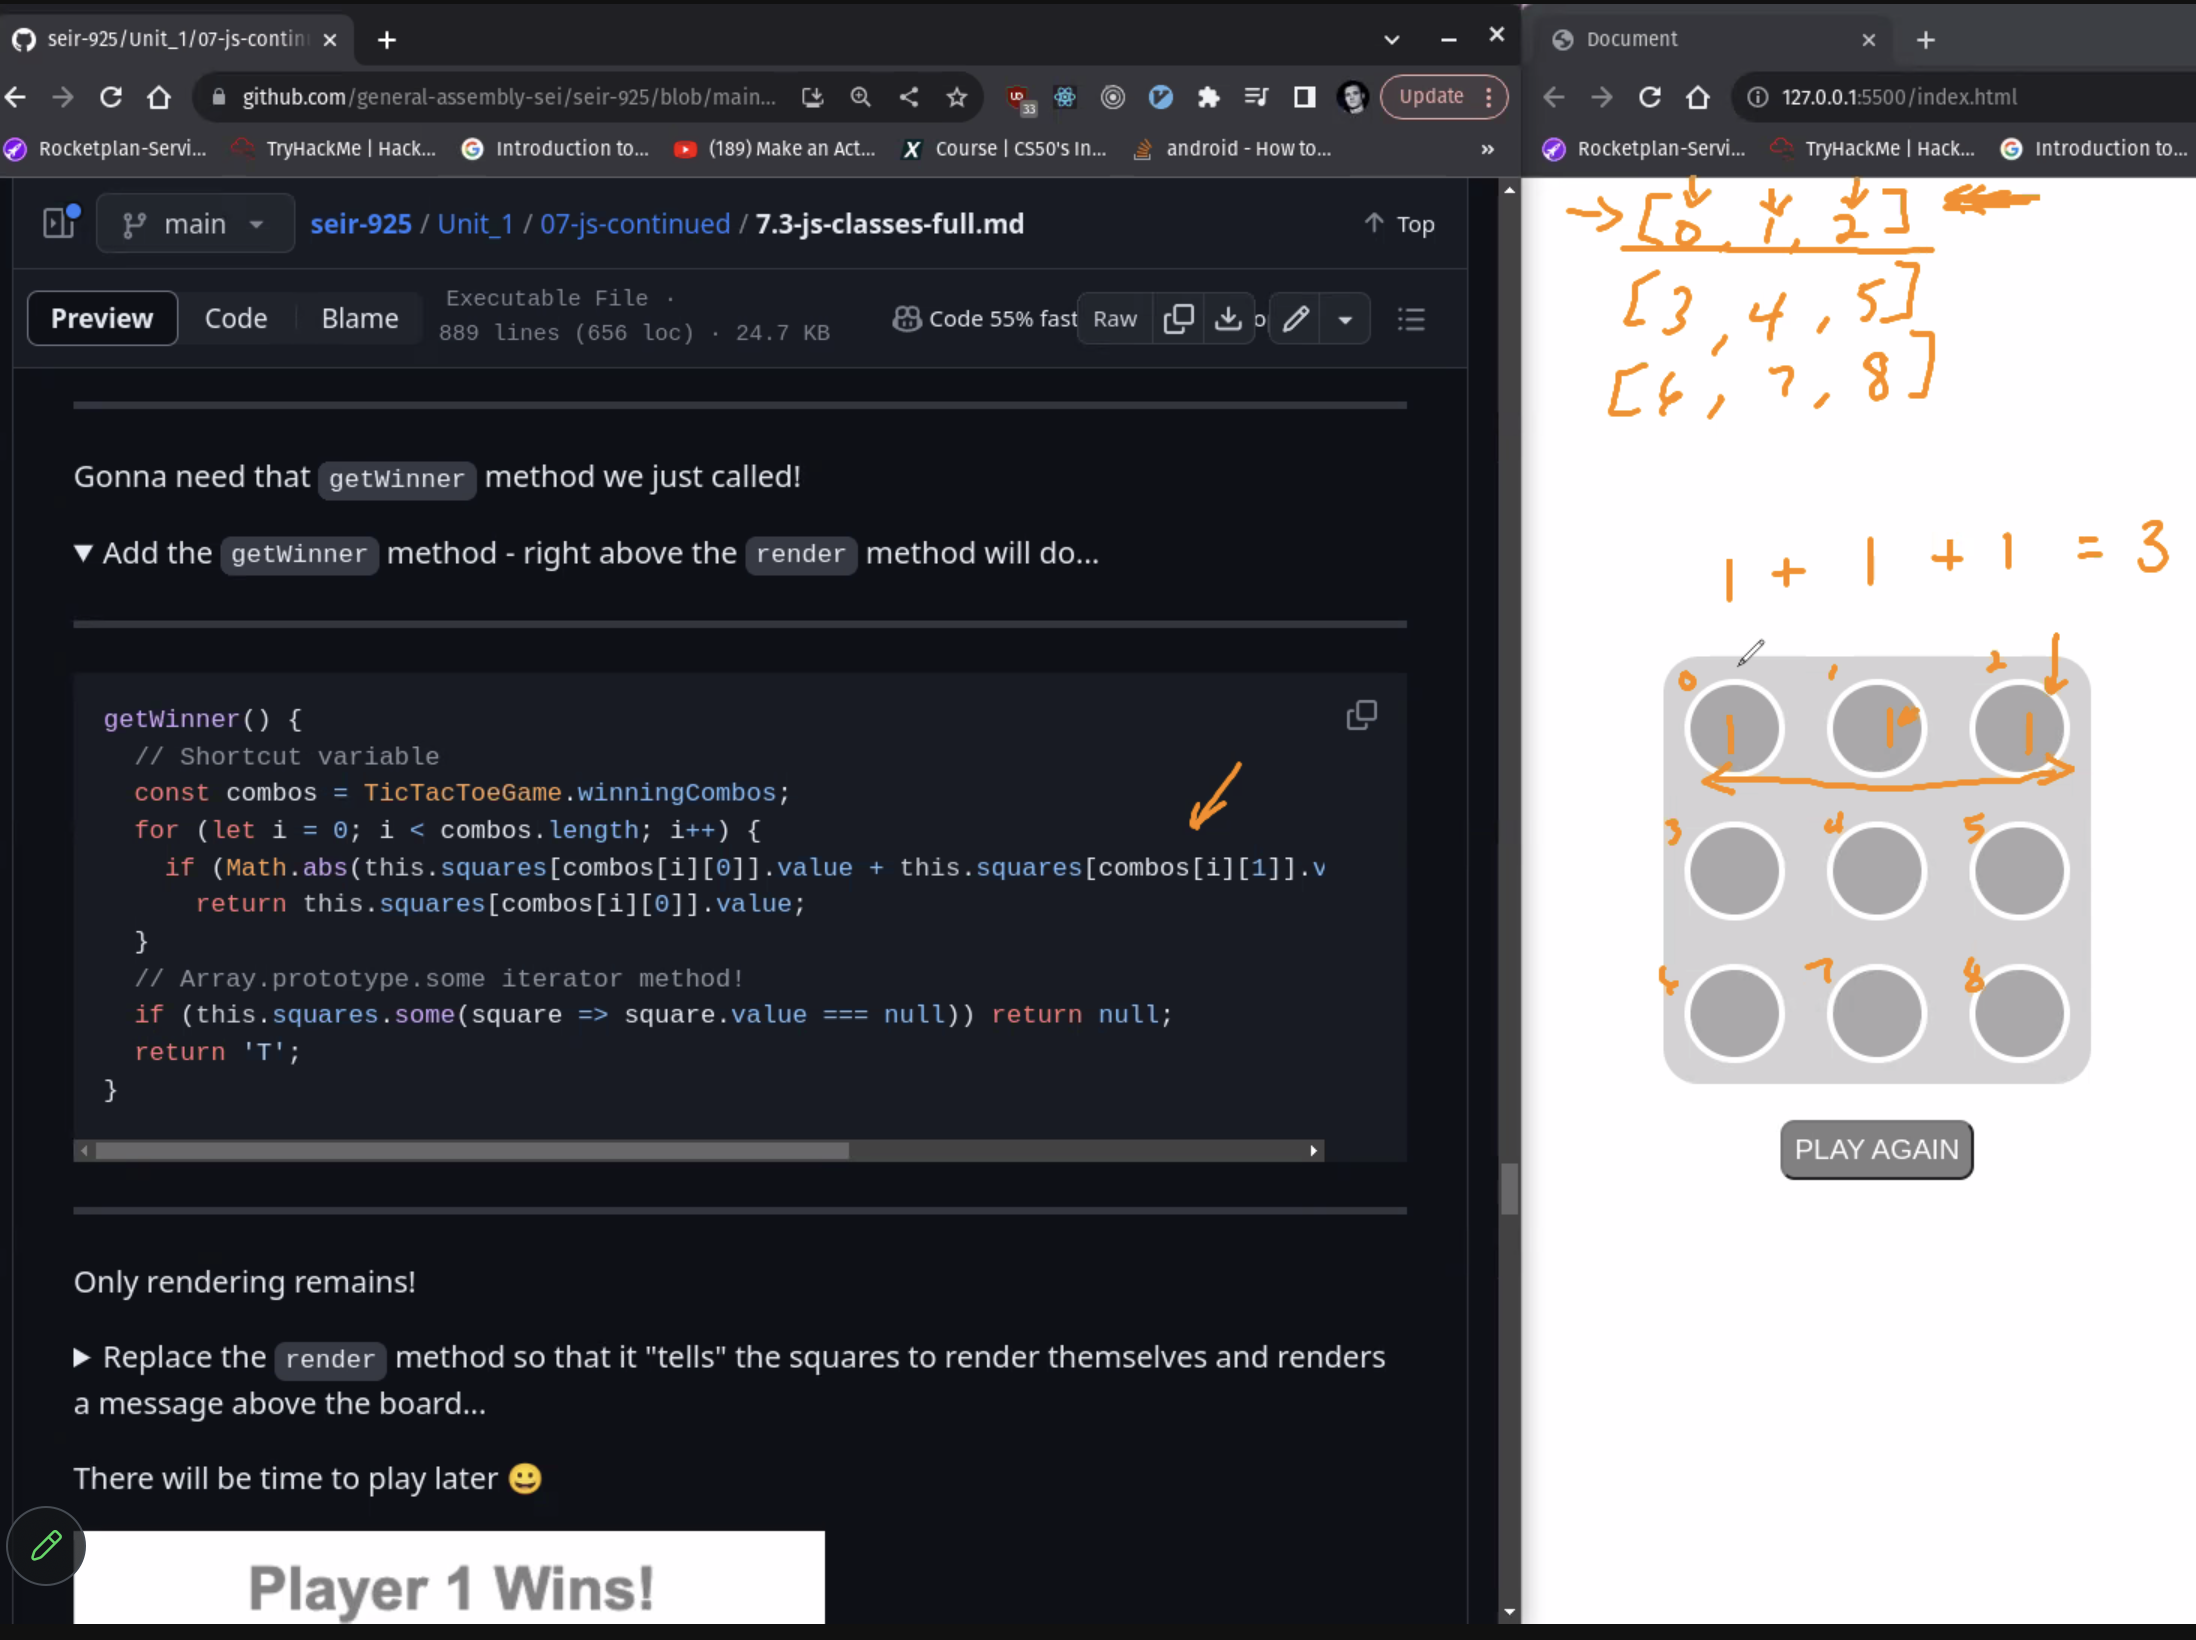 seir-925/Unit_1/07-js-contin
github.com/general-assembly-sei/seir-925/blob/main...
33
Update
Rocketplan-Servi... TryHackMe | Hack... Introduction to... (189) Make an Act... Course | CS50's In... android - How to... »
main seir-925 / Unit_1 / 07-js-continued / 7.3-js-classes-full.md Top
Preview Code Blame
Executable File ·
889 lines (656 loc) · 24.7 KB
Code 55% fast
Raw
Gonna need that getWinner method we just called!
Add the getWinner method - right above the render method will do...
getWinner() {
// Shortcut variable
const combos = TicTacToeGame.winningCombos;
for (let i = 0; i < combos.length; i++) {
if (Math.abs(this.squares[combos[i][0]].value + this.squares[combos[i][1]].v
return this.squares[combos[i][0]].value;
}
// Array.prototype.some iterator method!
if (this.squares.some(square => square.value === null)) return null;
return 'T';
}
Only rendering remains!
Replace the render method so that it "tells" the squares to render themselves and renders
a message above the board...
There will be time to play later 😀
Player 1 Wins!
Document
127.0.0.1:5500/index.html
Rocketplan-Servi... TryHackMe | Hack... Introduction to...
[0, 1, 2]
[3, 4, 5]
[6, 7, 8]
1 + 1 + 1 = 3
0 1 2
1 1 1
3 4 5
6 7 8
PLAY AGAIN